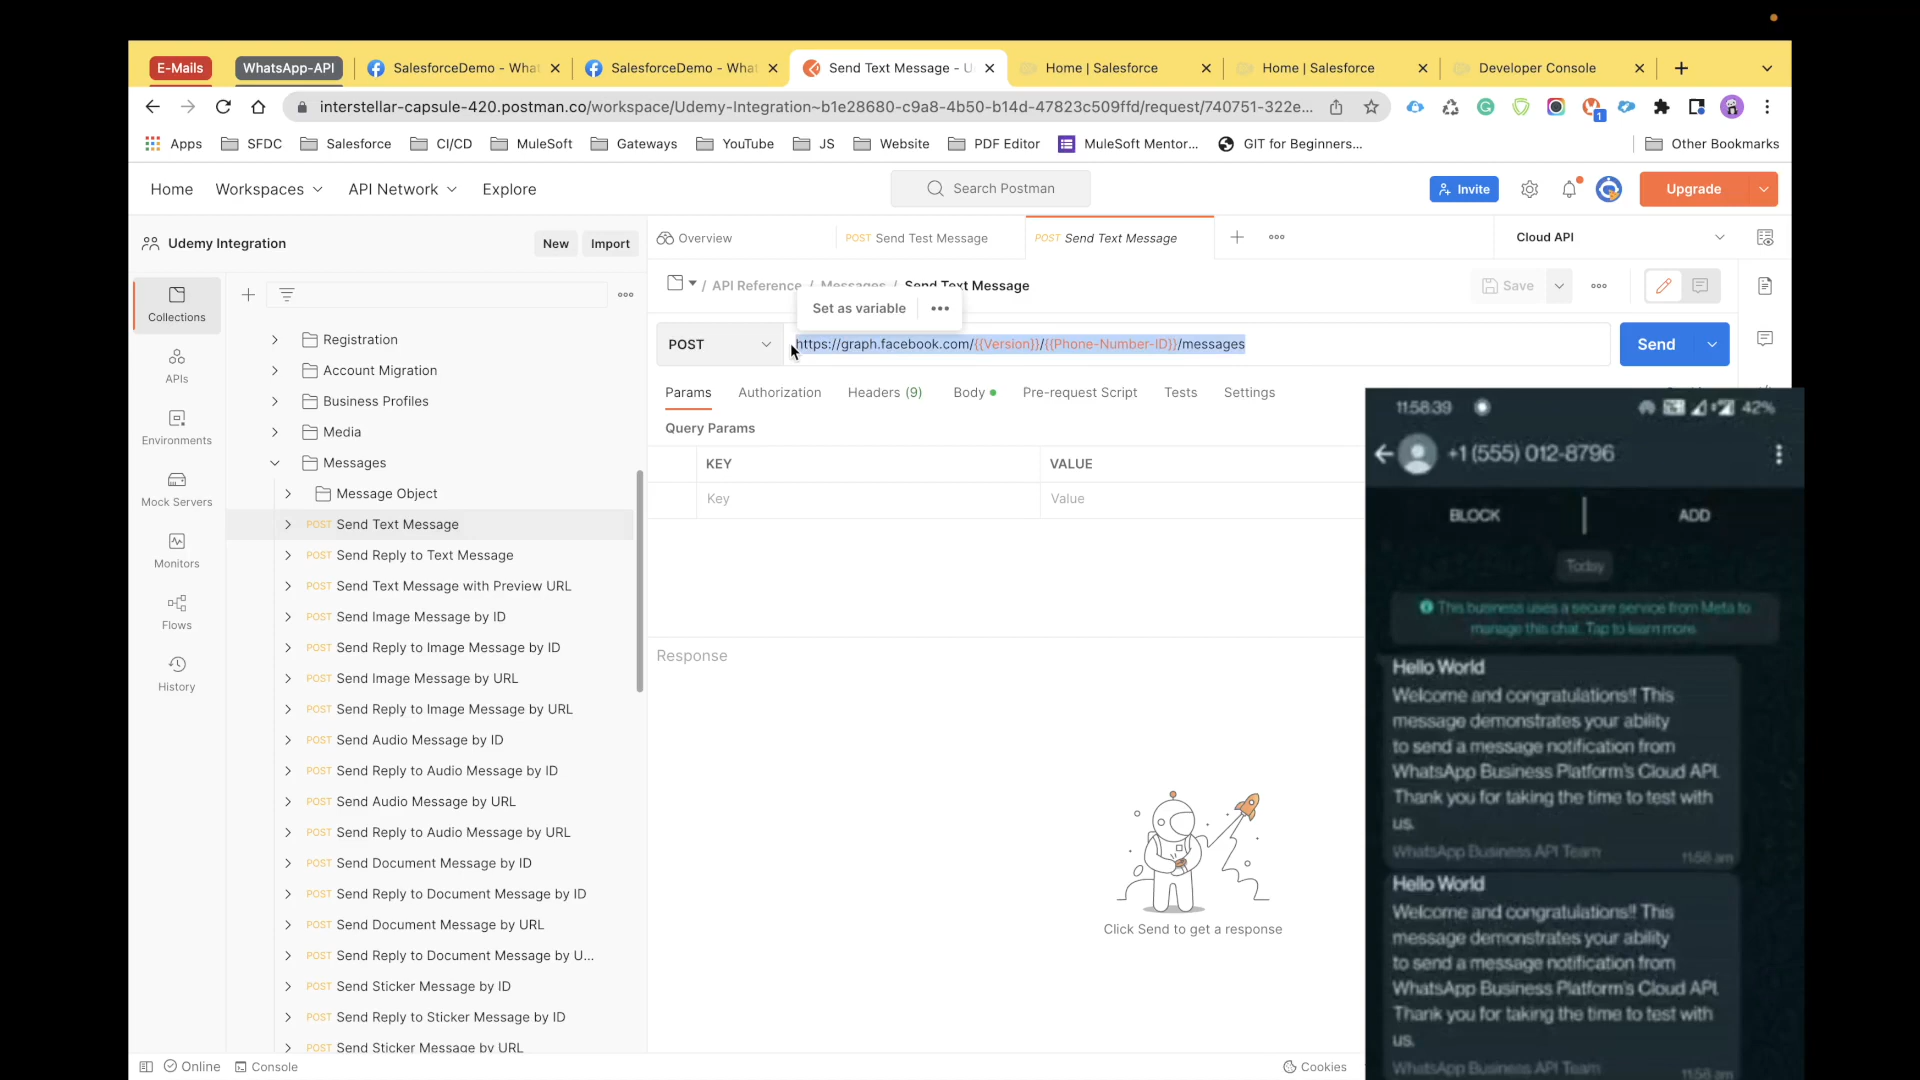 E-Mails
WhatsApp-API
SalesforceDemo - Wha
SalesforceDemo - Wha
Send Text Message - U
Home | Salesforce
Home | Salesforce
Developer Console
interstellar-capsule-420.postman.co/workspace/Udemy-Integration~b1e28680-c9a8-4b50-b14d-47823c509ffd/request/740751-322e...
1
Apps
SFDC
Salesforce
CI/CD
MuleSoft
Gateways
YouTube
JS
Website
PDF Editor
MuleSoft Mentor...
GIT for Beginners...
Other Bookmarks
Home
Workspaces
API Network
Explore
Search Postman
Invite
Upgrade
Udemy Integration
New
Import
Overview
POST Send Test Message
POST Send Text Message
Cloud API
/ API Reference / Messages / Send Text Message
Save
Set as variable
POST
https://graph.facebook.com/{{Version}}/{{Phone-Number-ID}}/messages
Send
Params
Authorization
Headers (9)
Body
Pre-request Script
Tests
Settings
Query Params
KEY
VALUE
Key
Value
Response
Click Send to get a response
Collections
APIs
Environments
Mock Servers
Monitors
Flows
History
Registration
Account Migration
Business Profiles
Media
Messages
Message Object
POST Send Text Message
POST Send Reply to Text Message
POST Send Text Message with Preview URL
POST Send Image Message by ID
POST Send Reply to Image Message by ID
POST Send Image Message by URL
POST Send Reply to Image Message by URL
POST Send Audio Message by ID
POST Send Reply to Audio Message by ID
POST Send Audio Message by URL
POST Send Reply to Audio Message by URL
POST Send Document Message by ID
POST Send Reply to Document Message by ID
POST Send Document Message by URL
POST Send Reply to Document Message by U...
POST Send Sticker Message by ID
POST Send Reply to Sticker Message by ID
POST Send Sticker Message by URL
Online
Console
Cookies
11:58:39
42%
+1 (555) 012-8796
BLOCK
ADD
Today
This business uses a secure service from Meta to
manage this chat. Tap to learn more.
Hello World
Welcome and congratulations!! This
message demonstrates your ability
to send a message notification from
WhatsApp Business Platform's Cloud API.
Thank you for taking the time to test with
us.
WhatsApp Business API Team
11:56 am
Hello World
Welcome and congratulations!! This
message demonstrates your ability
to send a message notification from
WhatsApp Business Platform's Cloud API.
Thank you for taking the time to test with
us.
WhatsApp Business API Team